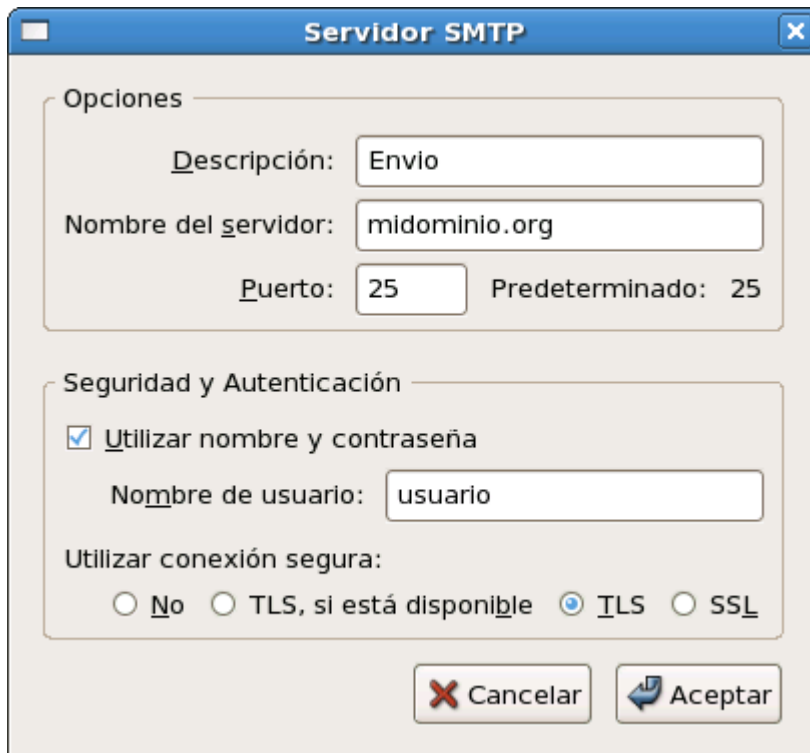 Servidor SMTP
Opciones
Descripción: Envio
Nombre del servidor: midominio.org
Puerto: 25 Predeterminado: 25
Seguridad y Autenticación
Utilizar nombre y contraseña
Nombre de usuario: usuario
Utilizar conexión segura:
No TLS, si está disponible TLS SSL
Cancelar Aceptar